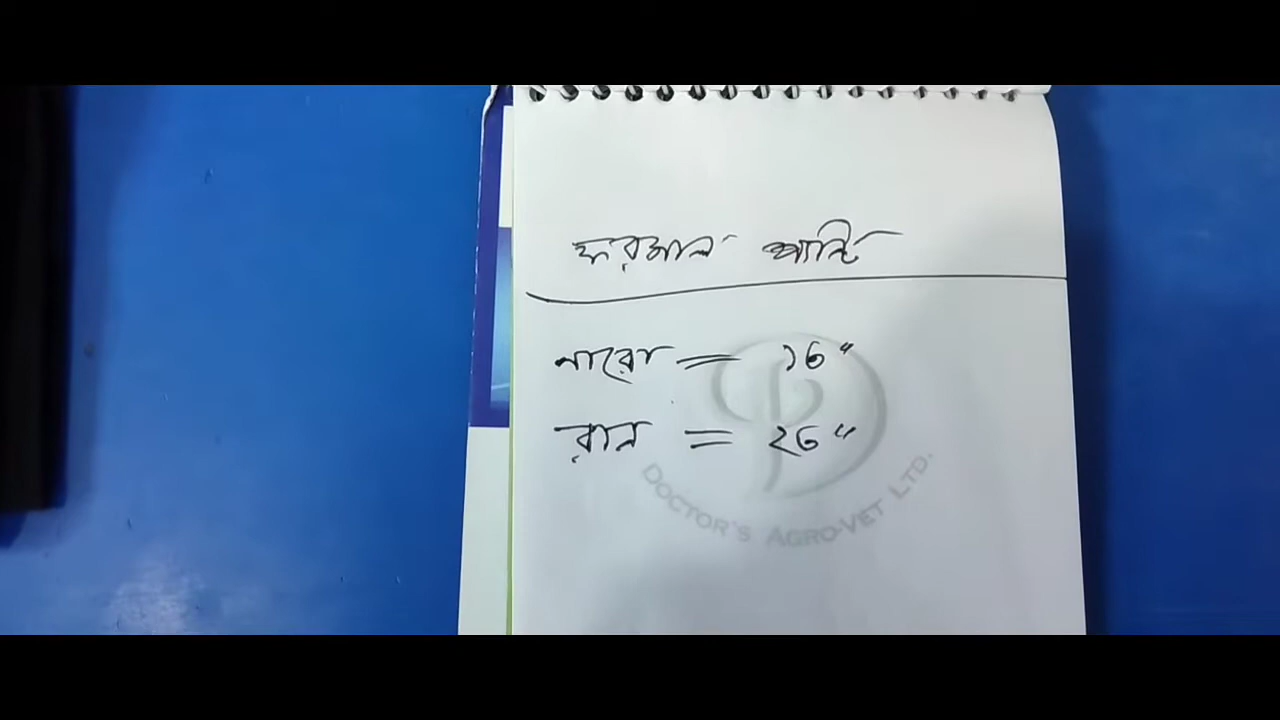 ফরমাল প্যান্ট
নারো = ১৬"
রান = ২৬"
DOCTOR'S AGRO-VET LTD.